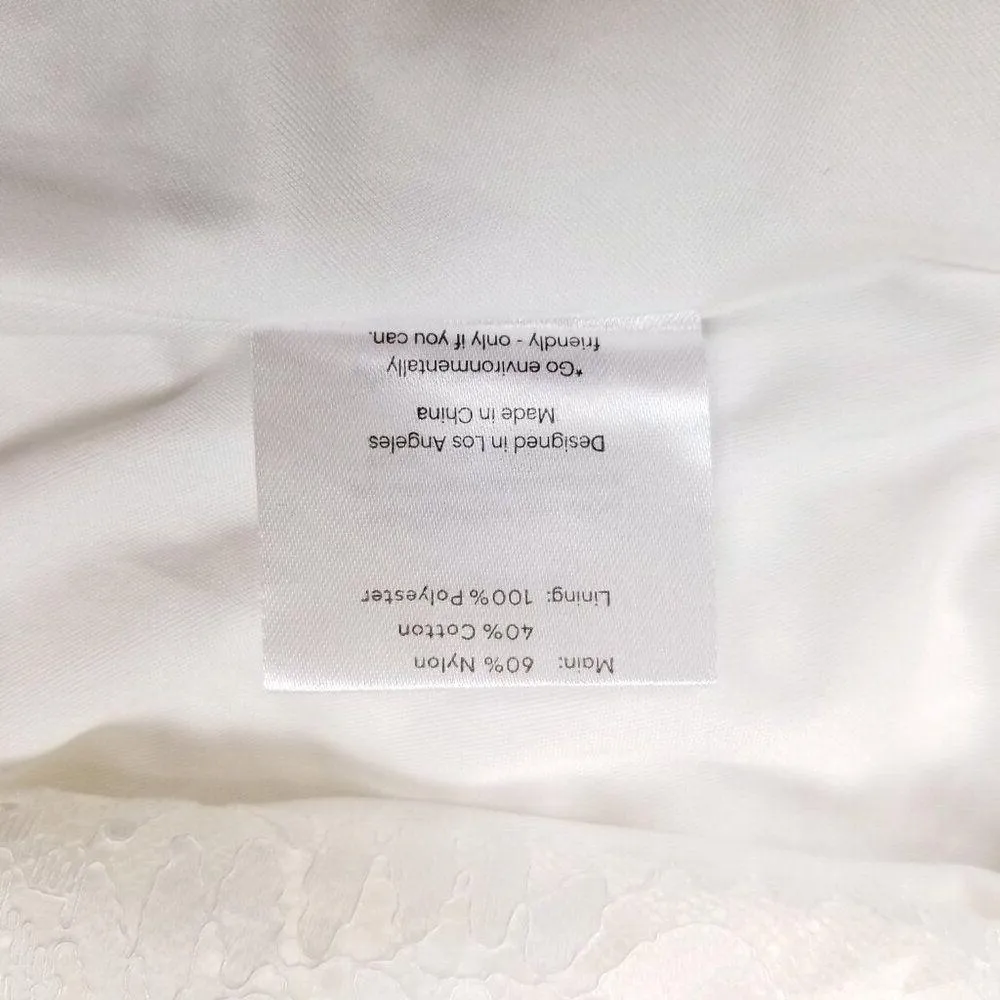 Main: 60% Nylon
40% Cotton
Lining: 100% Polyester
Designed in Los Angeles
Made in China
*Go environmentally
friendly - only if you can.